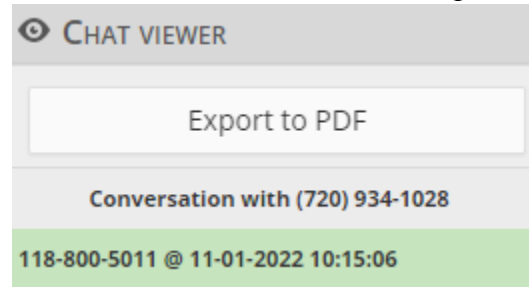 CHAT VIEWER
Export to PDF
Conversation with (720) 934-1028
118-800-5011 @ 11-01-2022 10:15:06